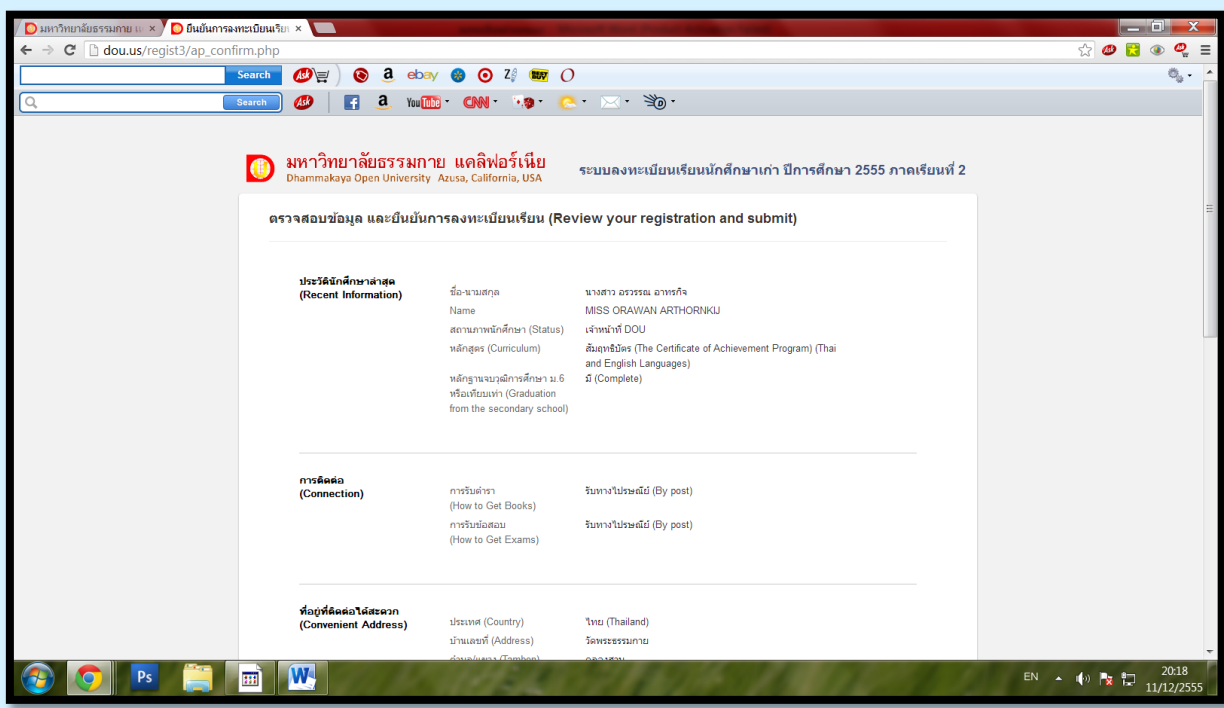 มหาวิทยาลัยธรรมกาย
ยืนยันการลงทะเบียนเรียน
dou.us/regist3/ap_confirm.php
Search Ask a ebay BEST BUY O
Search Ask f a YouTube CNN
มหาวิทยาลัยธรรมกาย แคลิฟอร์เนีย
Dhammakaya Open University Azusa, California, USA
ระบบลงทะเบียนเรียนนักศึกษาเก่า ปีการศึกษา 2555 ภาคเรียนที่ 2
ตรวจสอบข้อมูล และยืนยันการลงทะเบียนเรียน (Review your registration and submit)
ประวัตินักศึกษาล่าสุด
(Recent Information)
ชื่อ-นามสกุล นางสาว อรวรรณ อาทรกิจ
Name MISS ORAWAN ARTHORNKIJ
สถานภาพนักศึกษา (Status) เจ้าหน้าที่ DOU
หลักสูตร (Curriculum) สัมฤทธิบัตร (The Certificate of Achievement Program) (Thai
and English Languages)
หลักฐานจบวุฒิการศึกษา ม.6 มี (Complete)
หรือเทียบเท่า (Graduation
from the secondary school)
การติดต่อ
(Connection)
การรับตำรา รับทางไปรษณีย์ (By post)
(How to Get Books)
การรับข้อสอบ รับทางไปรษณีย์ (By post)
(How to Get Exams)
ที่อยู่ที่ติดต่อได้สะดวก
(Convenient Address)
ประเทศ (Country) ไทย (Thailand)
บ้านเลขที่ (Address) วัดพระธรรมกาย
ตำบล/แขวง (Tambon)
Ps W EN 20:18
11/12/2555